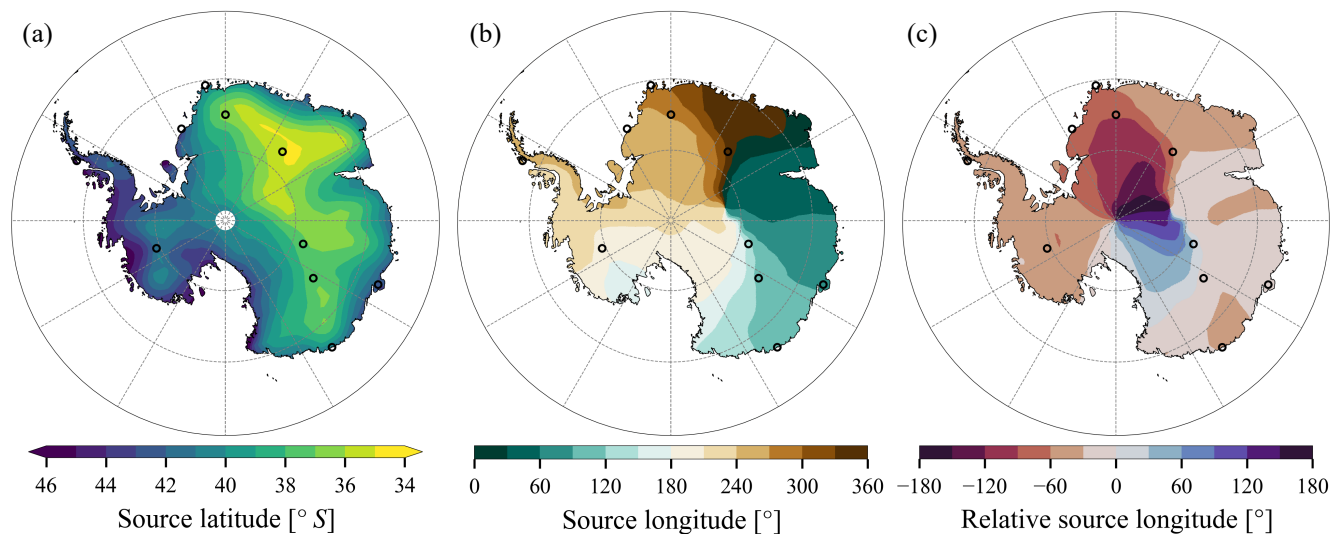 (a) (b) (c)
46 44 42 40 38 36 34
Source latitude [° S]
0 60 120 180 240 320 360
Source longitude [°]
−180 −120 −60 0 60 120 180
Relative source longitude [°]